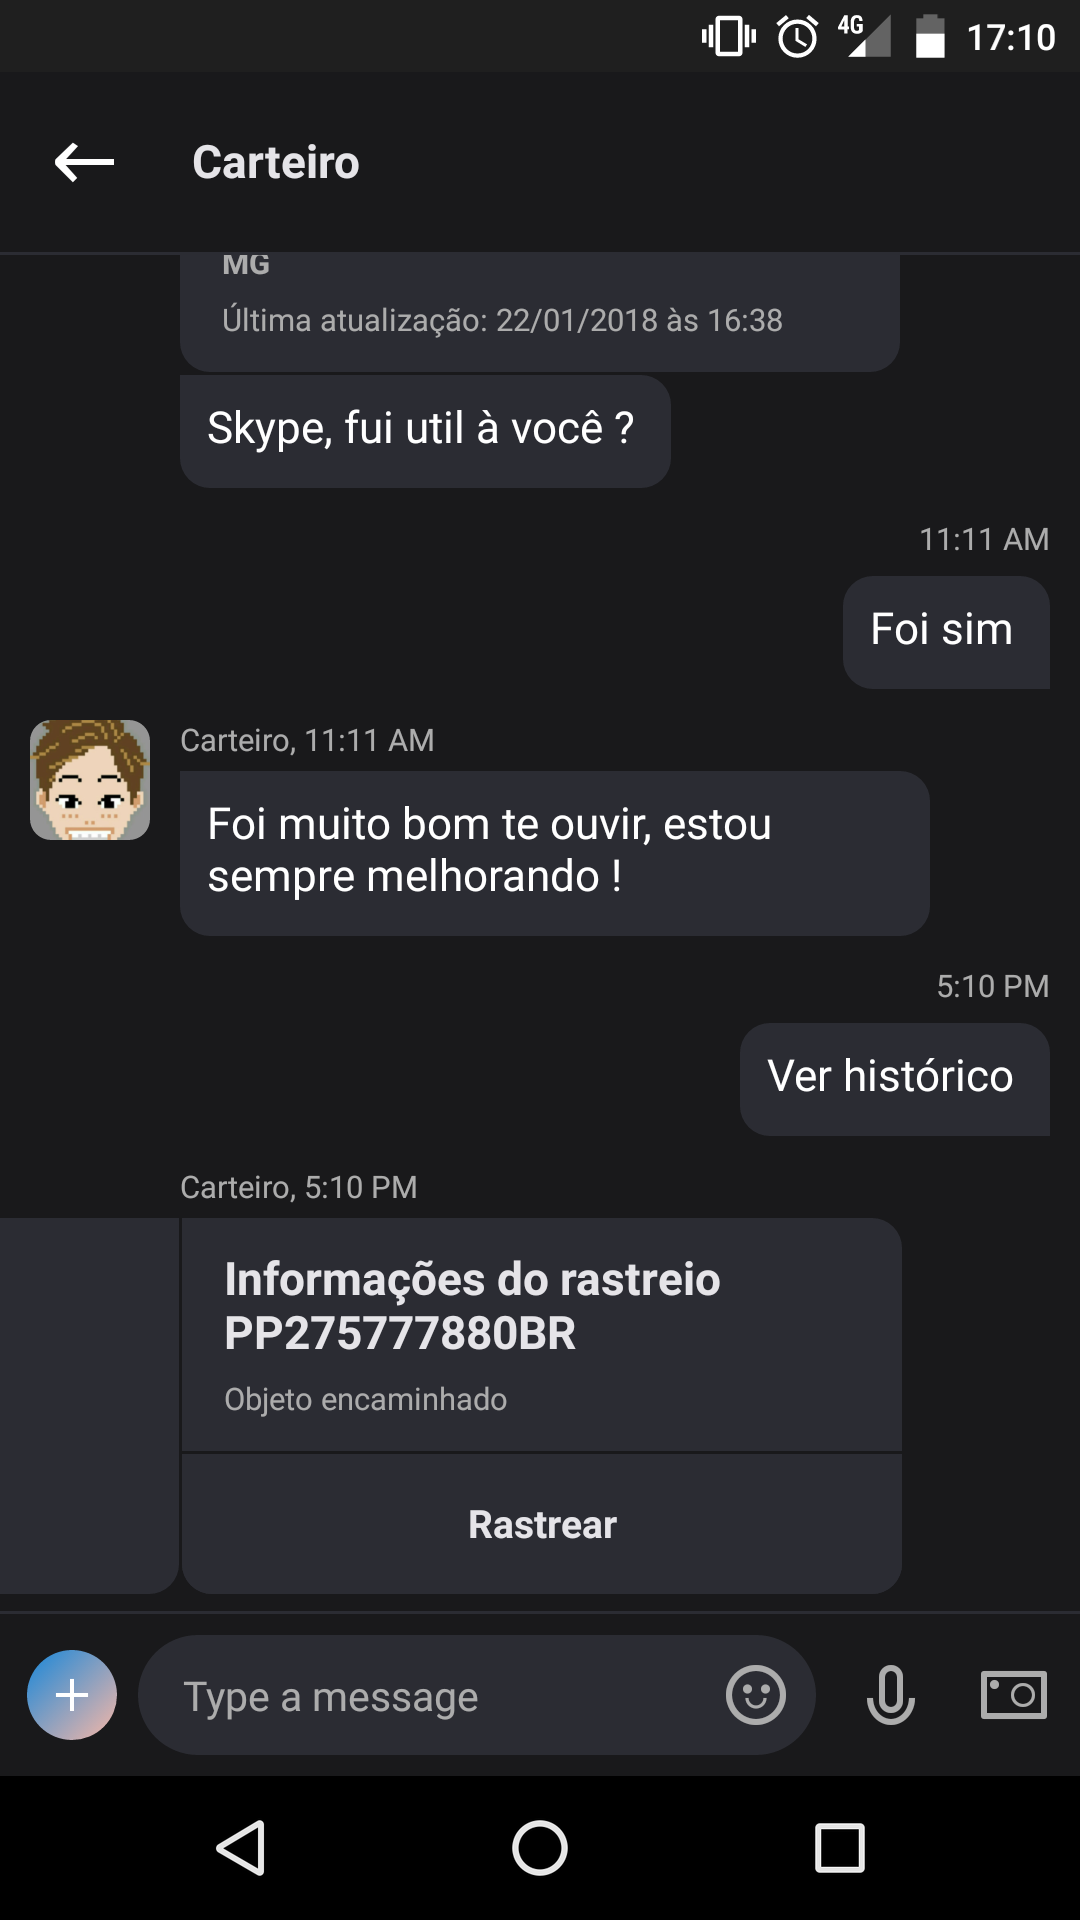 4G 17:10
Carteiro
MG
Última atualização: 22/01/2018 às 16:38
Skype, fui util à você ?
11:11 AM
Foi sim
Carteiro, 11:11 AM
Foi muito bom te ouvir, estou
sempre melhorando !
5:10 PM
Ver histórico
Carteiro, 5:10 PM
Informações do rastreio
PP275777880BR
Objeto encaminhado
Rastrear
Type a message